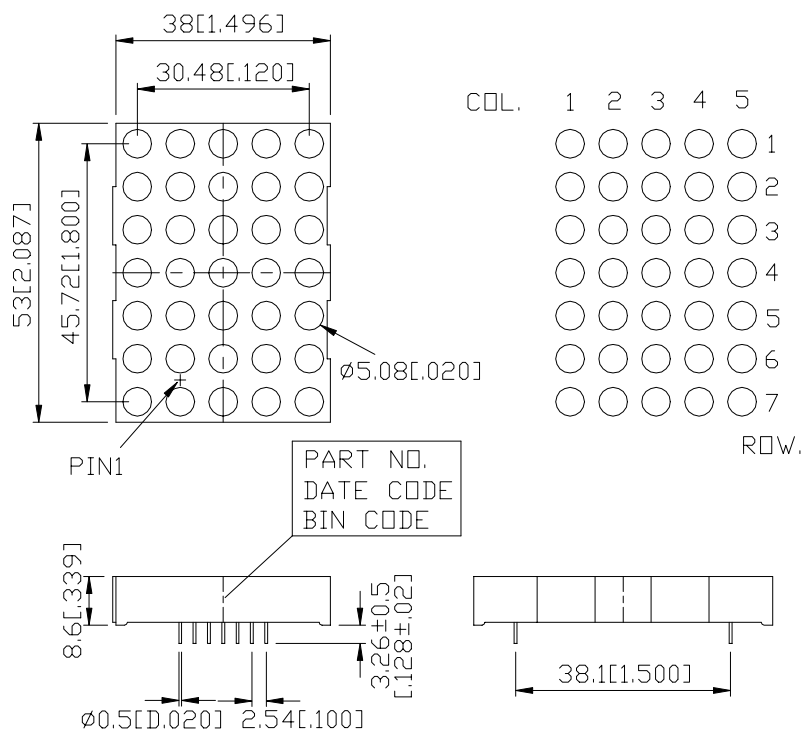 38[1.496]
30.48[.120]
COL. 1 2 3 4 5
1
2
3
4
5
6
7
ROW.
53[2.087]
45.72[1.800]
Ø5.08[.020]
PIN1
PART NO.
DATE CODE
BIN CODE
8.6[.339]
3.26±0.5
[.128±.02]
38.1[1.500]
Ø0.5[D.020]
2.54[.100]